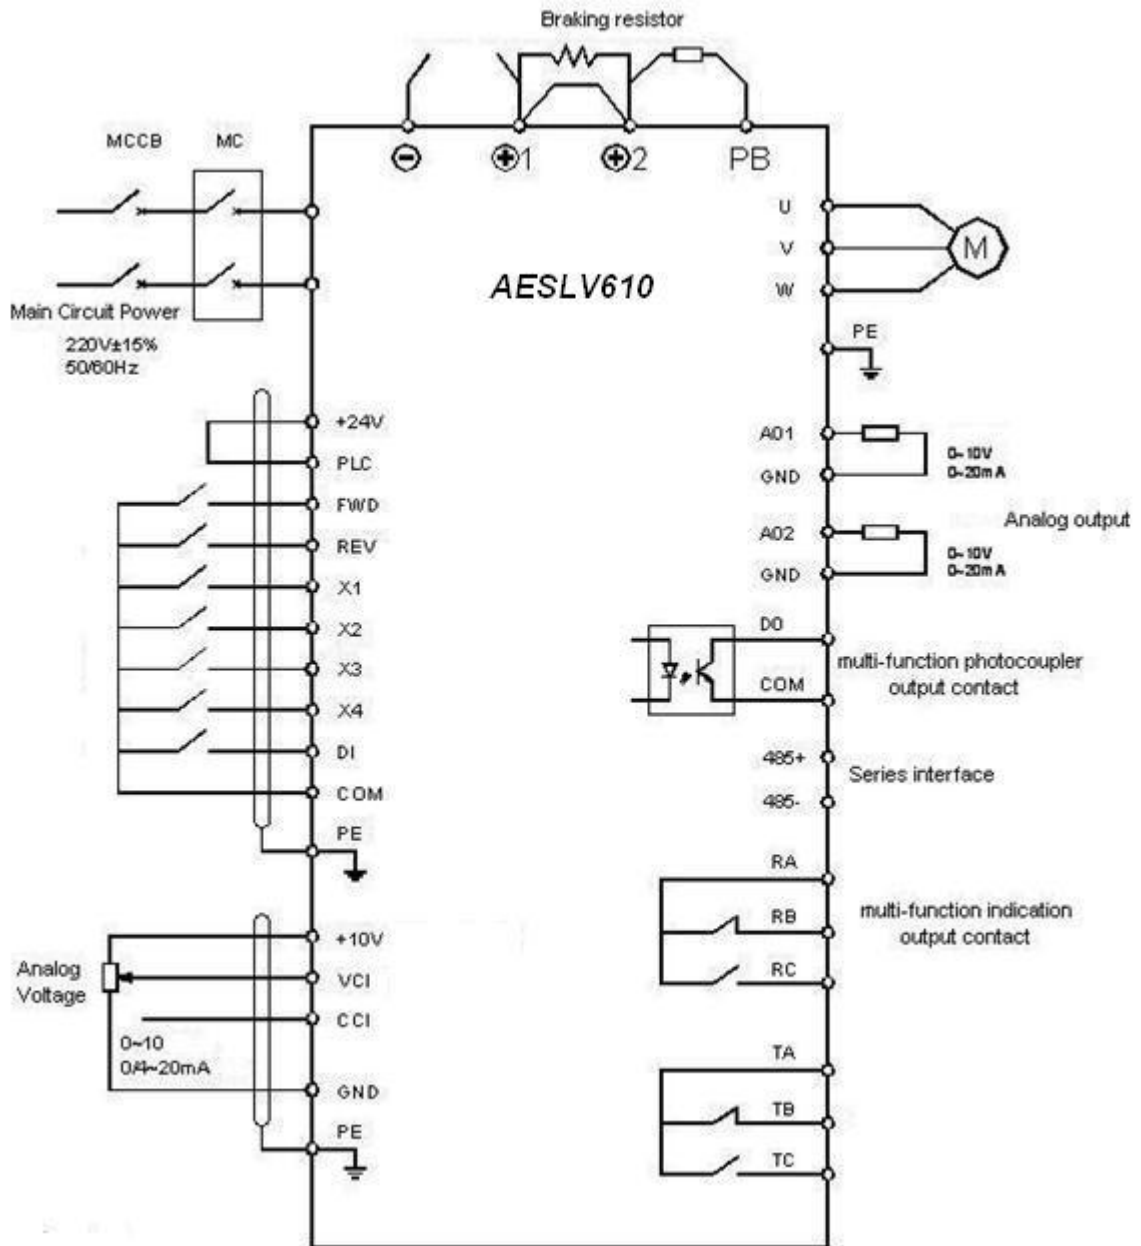 Braking resistor
MCCB
MC
⊖
⊕1
⊕2
PB
AESLV610
Main Circuit Power
220V±15%
50/60Hz
U
V
W
M
PE
+24V
PLC
FWD
REV
X1
X2
X3
X4
DI
COM
PE
A01
GND
0~10V
0~20mA
Analog output
A02
GND
0~10V
0~20mA
DO
COM
multi-function photocoupler
output contact
485+
485-
Series interface
RA
RB
RC
multi-function indication
output contact
Analog
Voltage
+10V
VCI
CCI
0~10
0/4~20mA
GND
PE
TA
TB
TC